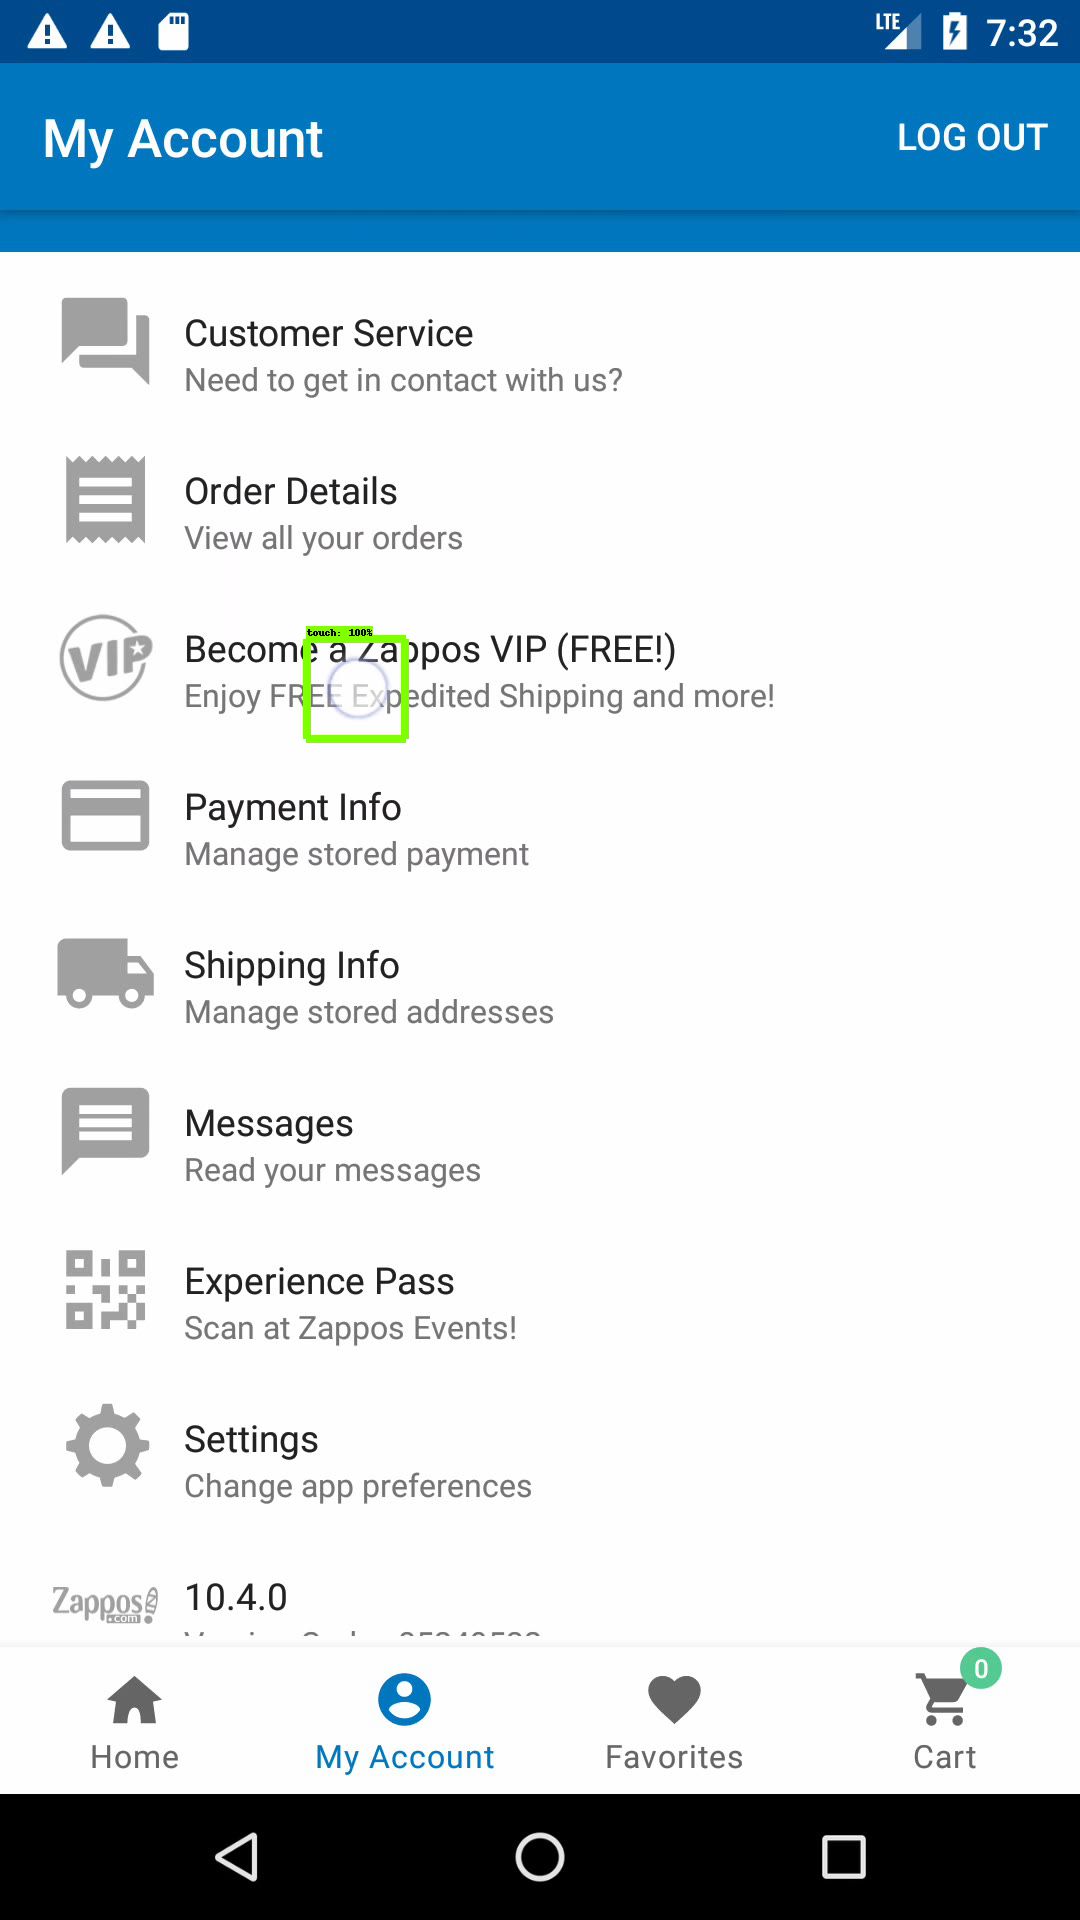 LTE 7:32
My Account LOG OUT
Customer Service
Need to get in contact with us?
Order Details
View all your orders
VIP
touch: 100%
Become a Zappos VIP (FREE!)
Enjoy FREE Expedited Shipping and more!
Payment Info
Manage stored payment
Shipping Info
Manage stored addresses
Messages
Read your messages
Experience Pass
Scan at Zappos Events!
Settings
Change app preferences
Zappos .com
10.4.0
0
Home My Account Favorites Cart